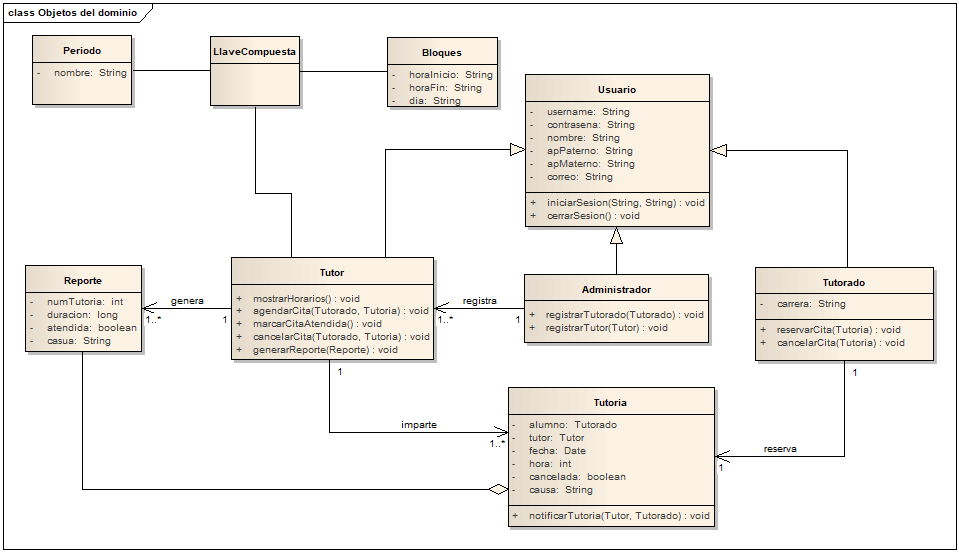 class Objetos del dominio
Periodo
- nombre: String
LlaveCompuesta
Bloques
- horaInicio: String
- horaFin: String
- dia: String
Usuario
- username: String
- contrasena: String
- nombre: String
- apPaterno: String
- apMaterno: String
- correo: String
+ iniciarSesion(String, String) : void
+ cerrarSesion() : void
Reporte
- numTutoria: int
- duracion: long
- atendida: boolean
- casua: String
genera
1..*
1
Tutor
+ mostrarHorarios() : void
+ agendarCita(Tutorado, Tutoria) : void
+ marcarCitaAtendida() : void
+ cancelarCita(Tutorado, Tutoria) : void
+ generarReporte(Reporte) : void
registra
1..*
1
Administrador
+ registrarTutorado(Tutorado) : void
+ registrarTutor(Tutor) : void
Tutorado
- carrera: String
+ reservarCita(Tutoria) : void
+ cancelarCita(Tutoria) : void
1
1
imparte
1..*
Tutoria
- alumno: Tutorado
- tutor: Tutor
- fecha: Date
- hora: int
- cancelada: boolean
- causa: String
+ notificarTutoria(Tutor, Tutorado) : void
reserva
1